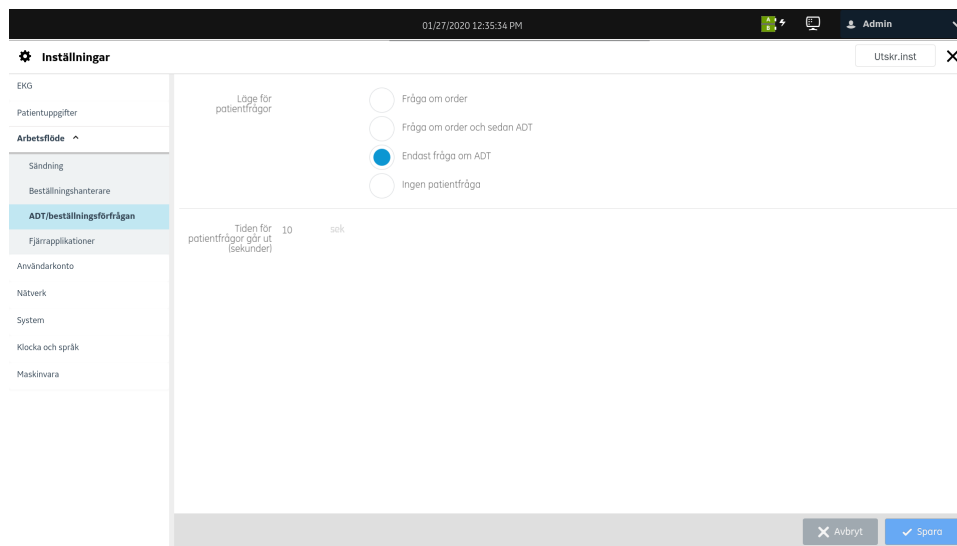 01/27/2020 12:35:34 PM
A
B
Admin
Inställningar
Utskr.inst
EKG
Patientuppgifter
Arbetsflöde
Sändning
Beställningshanterare
ADT/beställningsförfrågan
Fjärrapplikationer
Användarkonto
Nätverk
System
Klocka och språk
Maskinvara
Läge för
patientfrågor
Fråga om order
Fråga om order och sedan ADT
Endast fråga om ADT
Ingen patientfråga
Tiden för
patientfrågor går ut
(sekunder)
10 sek
Avbryt
Spara